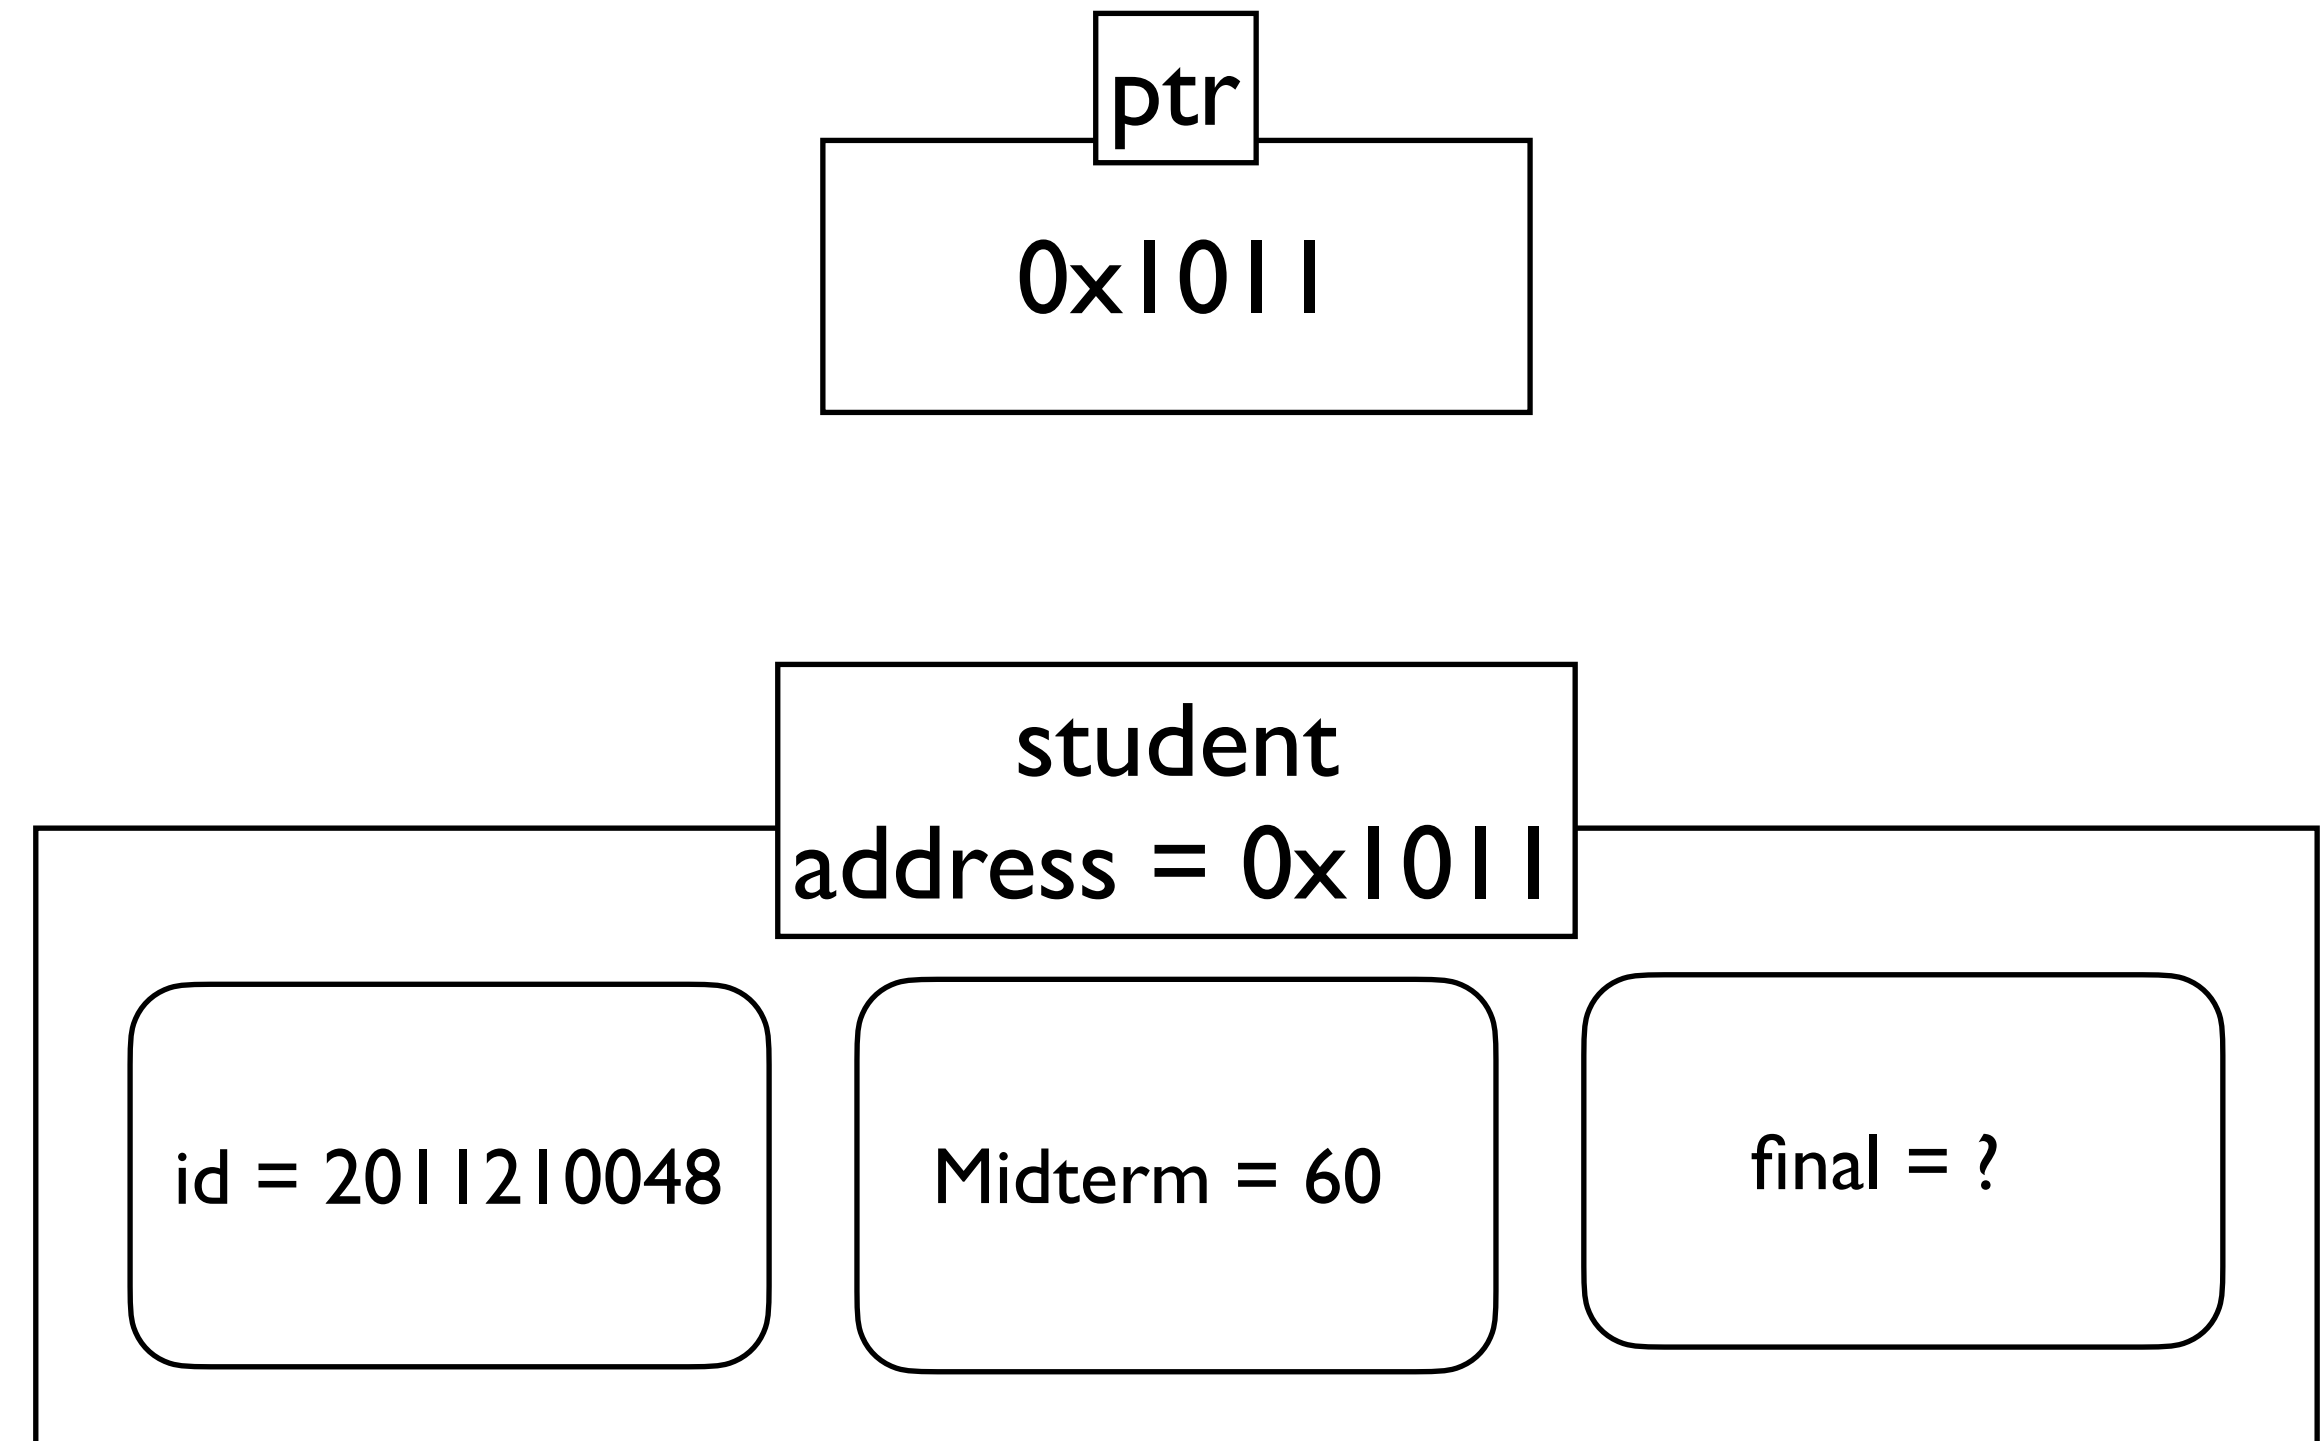 ptr
0x1011
student
address = 0x1011
id = 2011210048
Midterm = 60
final = ?